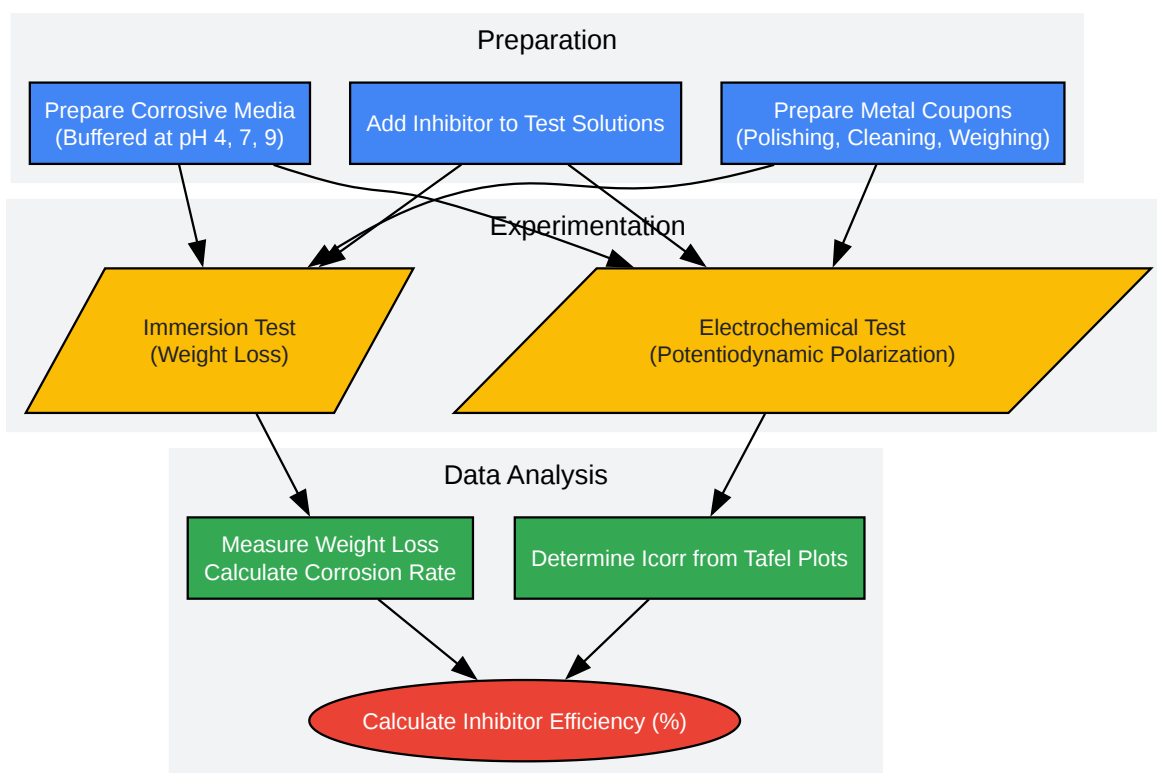 Preparation
Prepare Corrosive Media
(Buffered at pH 4, 7, 9)
Add Inhibitor to Test Solutions
Prepare Metal Coupons
(Polishing, Cleaning, Weighing)
Experimentation
Immersion Test
(Weight Loss)
Electrochemical Test
(Potentiodynamic Polarization)
Data Analysis
Measure Weight Loss
Calculate Corrosion Rate
Determine Icorr from Tafel Plots
Calculate Inhibitor Efficiency (%)